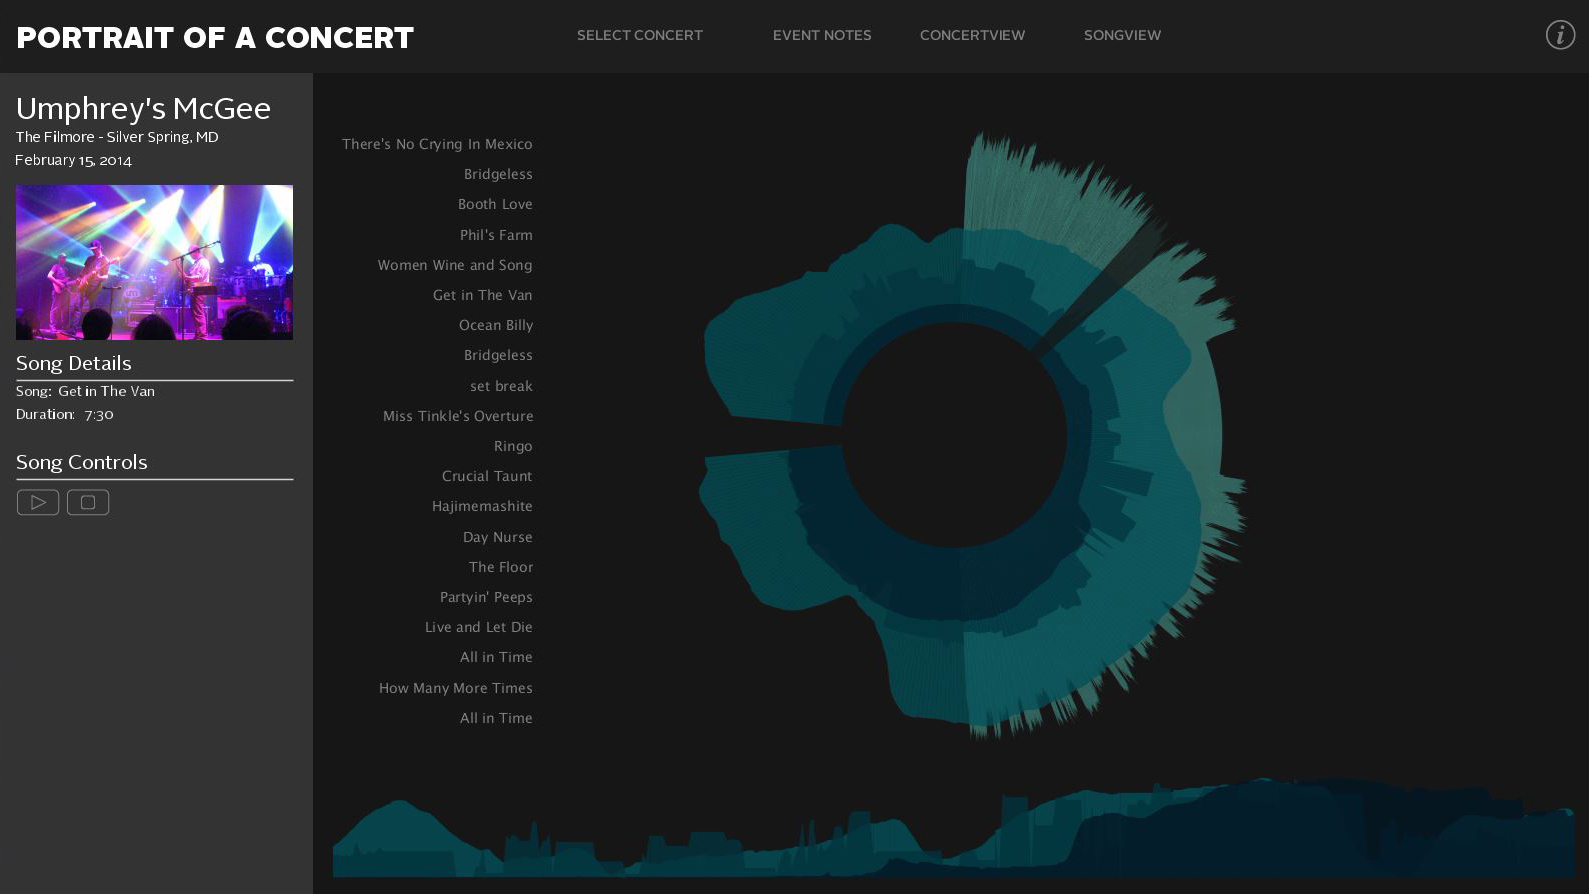 PORTRAIT OF A CONCERT
SELECT CONCERT
EVENT NOTES
CONCERTVIEW
SONGVIEW
i
Umphrey's McGee
The Filmore - Silver Spring, MD
February 15, 2014
Song Details
Song: Get in The Van
Duration: 7:30
Song Controls
There's No Crying In Mexico
Bridgeless
Booth Love
Phil's Farm
Women Wine and Song
Get in The Van
Ocean Billy
Bridgeless
set break
Miss Tinkle's Overture
Ringo
Crucial Taunt
Hajimemashite
Day Nurse
The Floor
Partyin' Peeps
Live and Let Die
All in Time
How Many More Times
All in Time